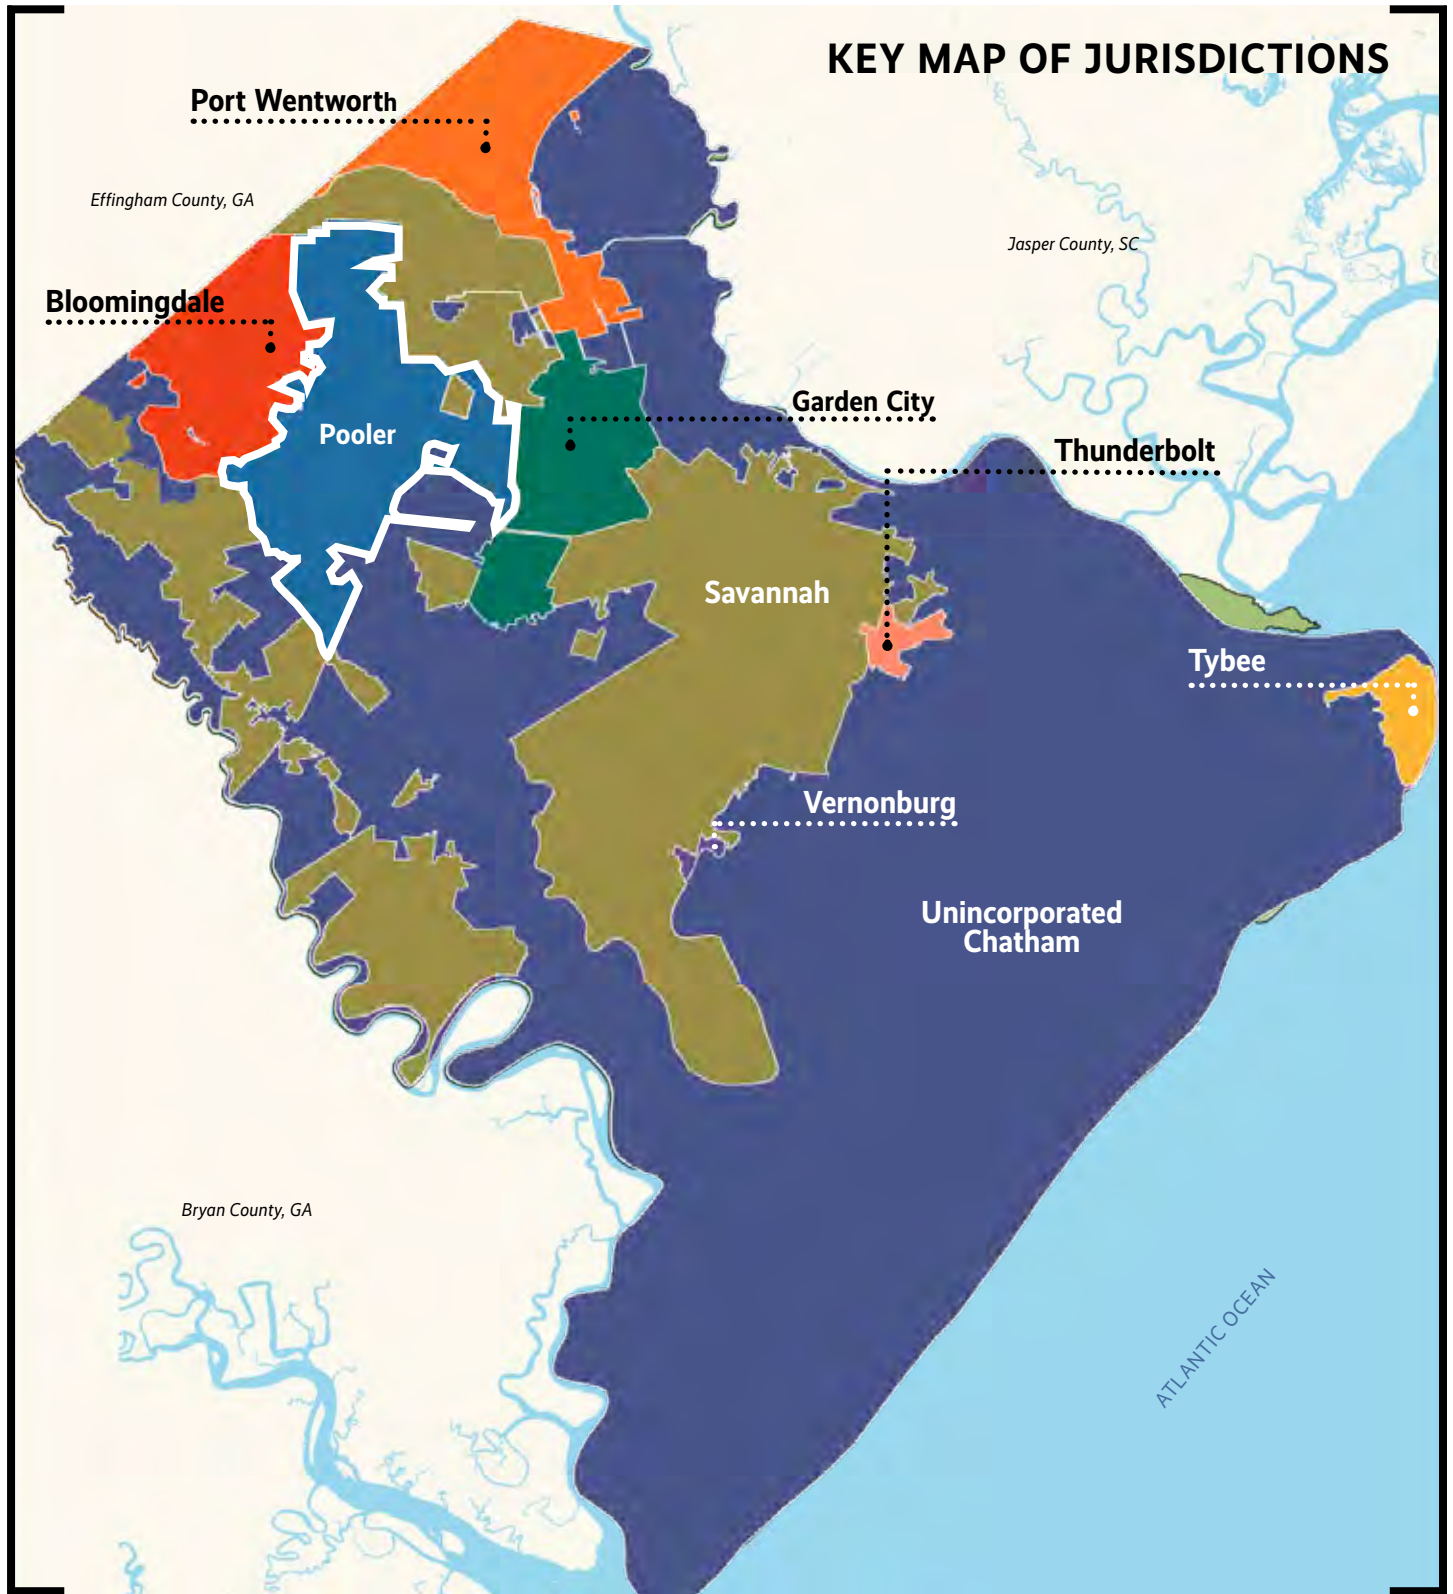 KEY MAP OF JURISDICTIONS
Port Wentworth
Effingham County, GA
Jasper County, SC
Bloomingdale
Garden City
Pooler
Thunderbolt
Savannah
Tybee
Vernonburg
Unincorporated
Chatham
Bryan County, GA
ATLANTIC OCEAN